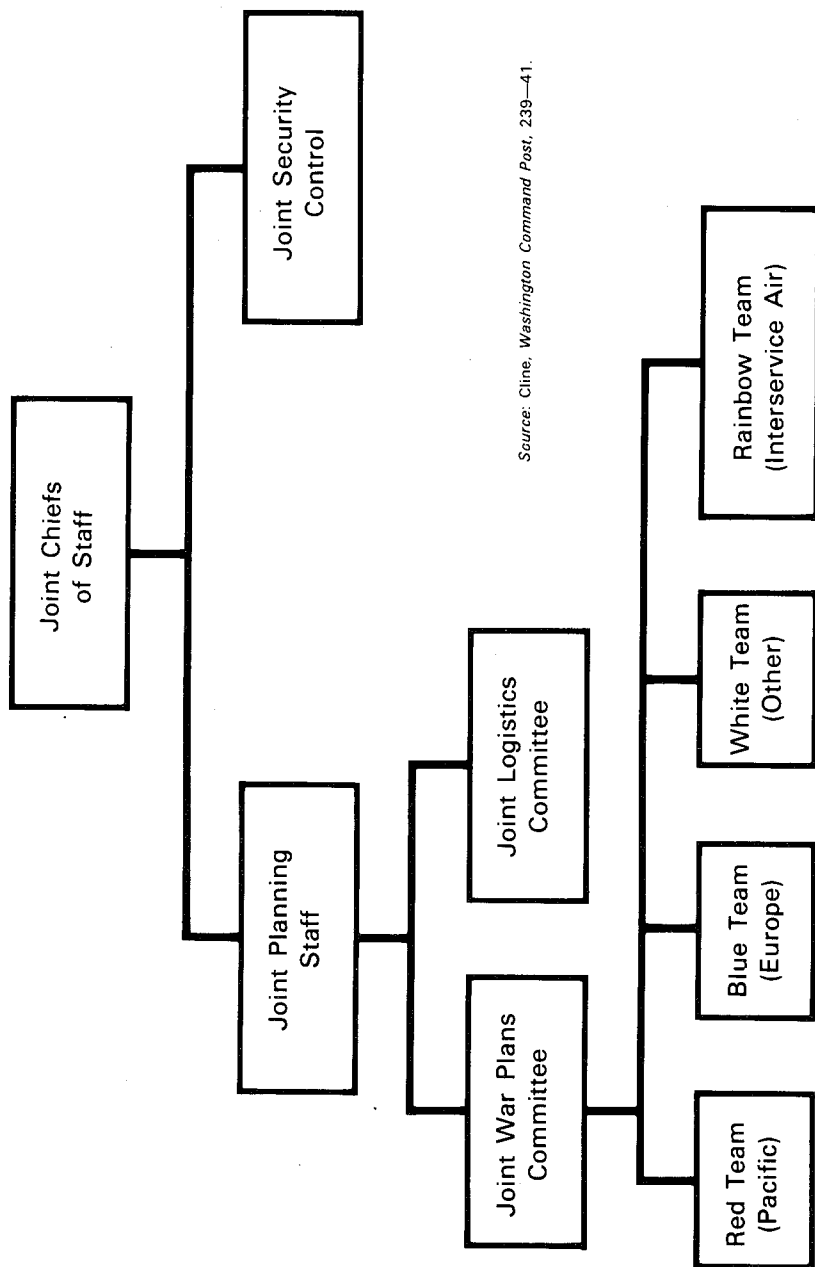 Joint Chiefs
of Staff
Joint Planning
Staff
Joint Security
Control
Joint War Plans
Committee
Joint Logistics
Committee
Source: Cline, Washington Command Post, 239—41.
Red Team
(Pacific)
Blue Team
(Europe)
White Team
(Other)
Rainbow Team
(Interservice Air)